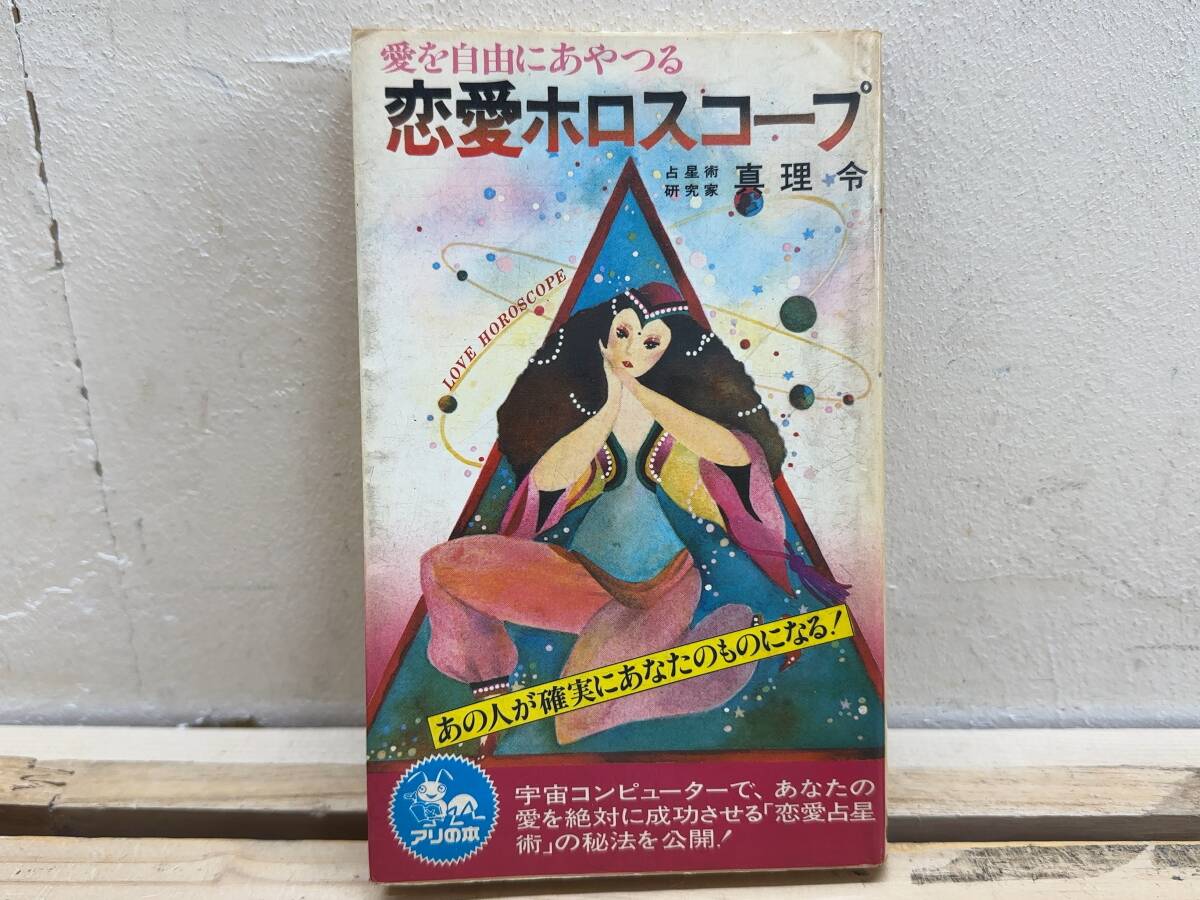 愛を自由にあやつる
恋愛ホロスコープ
占星術
研究家
真理令
LOVE HOROSCOPE
あの人が確実にあなたのものになる!
宇宙コンピューターで、あなたの
愛を絶対に成功させる「恋愛占星
術」の秘法を公開!
アリの本